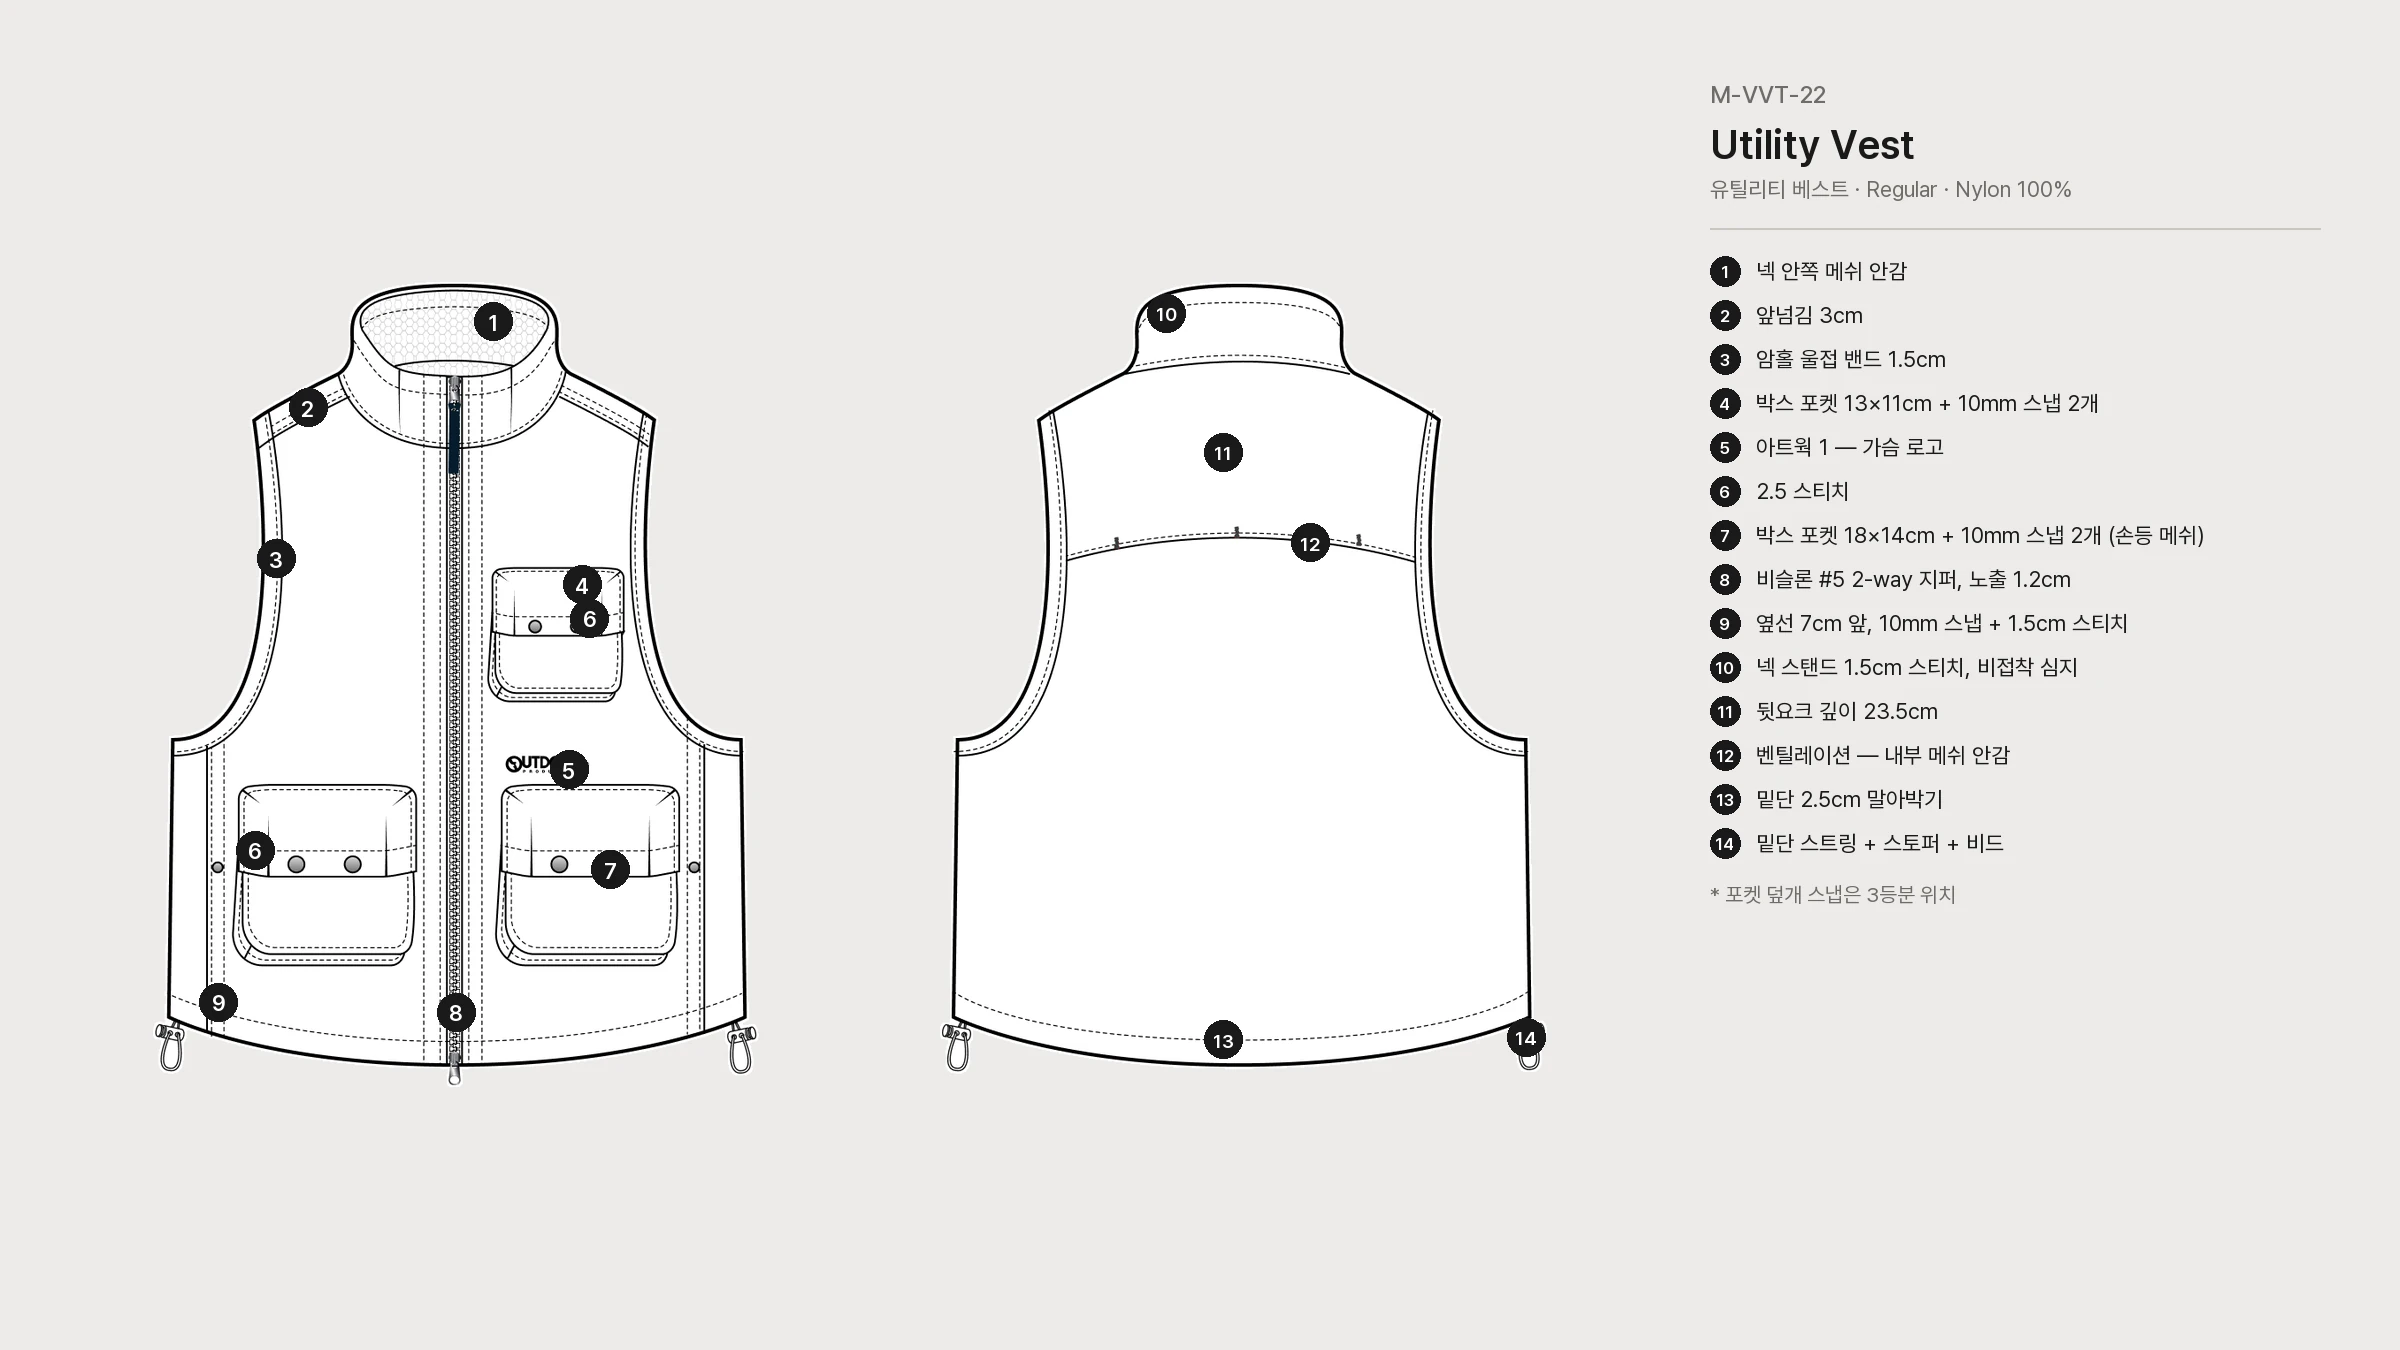 M-VVT-22
Utility Vest
유틸리티 베스트 · Regular · Nylon 100%
1 넥 안쪽 메쉬 안감
2 앞넘김 3cm
3 암홀 울접 밴드 1.5cm
4 박스 포켓 13×11cm + 10mm 스냅 2개
5 아트웍 1 — 가슴 로고
6 2.5 스티치
7 박스 포켓 18×14cm + 10mm 스냅 2개 (손등 메쉬)
8 비슬론 #5 2-way 지퍼, 노출 1.2cm
9 옆선 7cm 앞, 10mm 스냅 + 1.5cm 스티치
10 넥 스탠드 1.5cm 스티치, 비접착 심지
11 뒷요크 깊이 23.5cm
12 벤틸레이션 — 내부 메쉬 안감
13 밑단 2.5cm 말아박기
14 밑단 스트링 + 스토퍼 + 비드
* 포켓 덮개 스냅은 3등분 위치
1
2
3
4
6
5
6
7
9
8
10
11
12
13
14